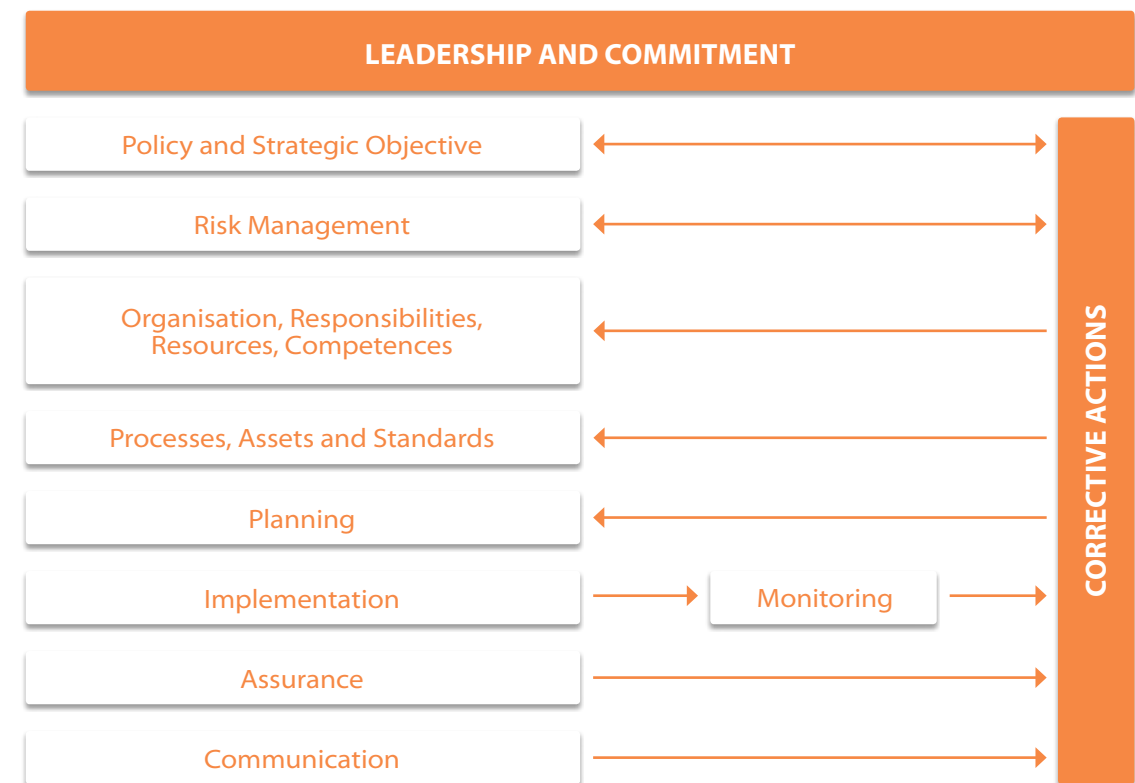 LEADERSHIP AND COMMITMENT
Policy and Strategic Objective
Risk Management
Organisation, Responsibilities,
Resources, Competences
Processes, Assets and Standards
Planning
Implementation
Monitoring
Assurance
Communication
CORRECTIVE ACTIONS